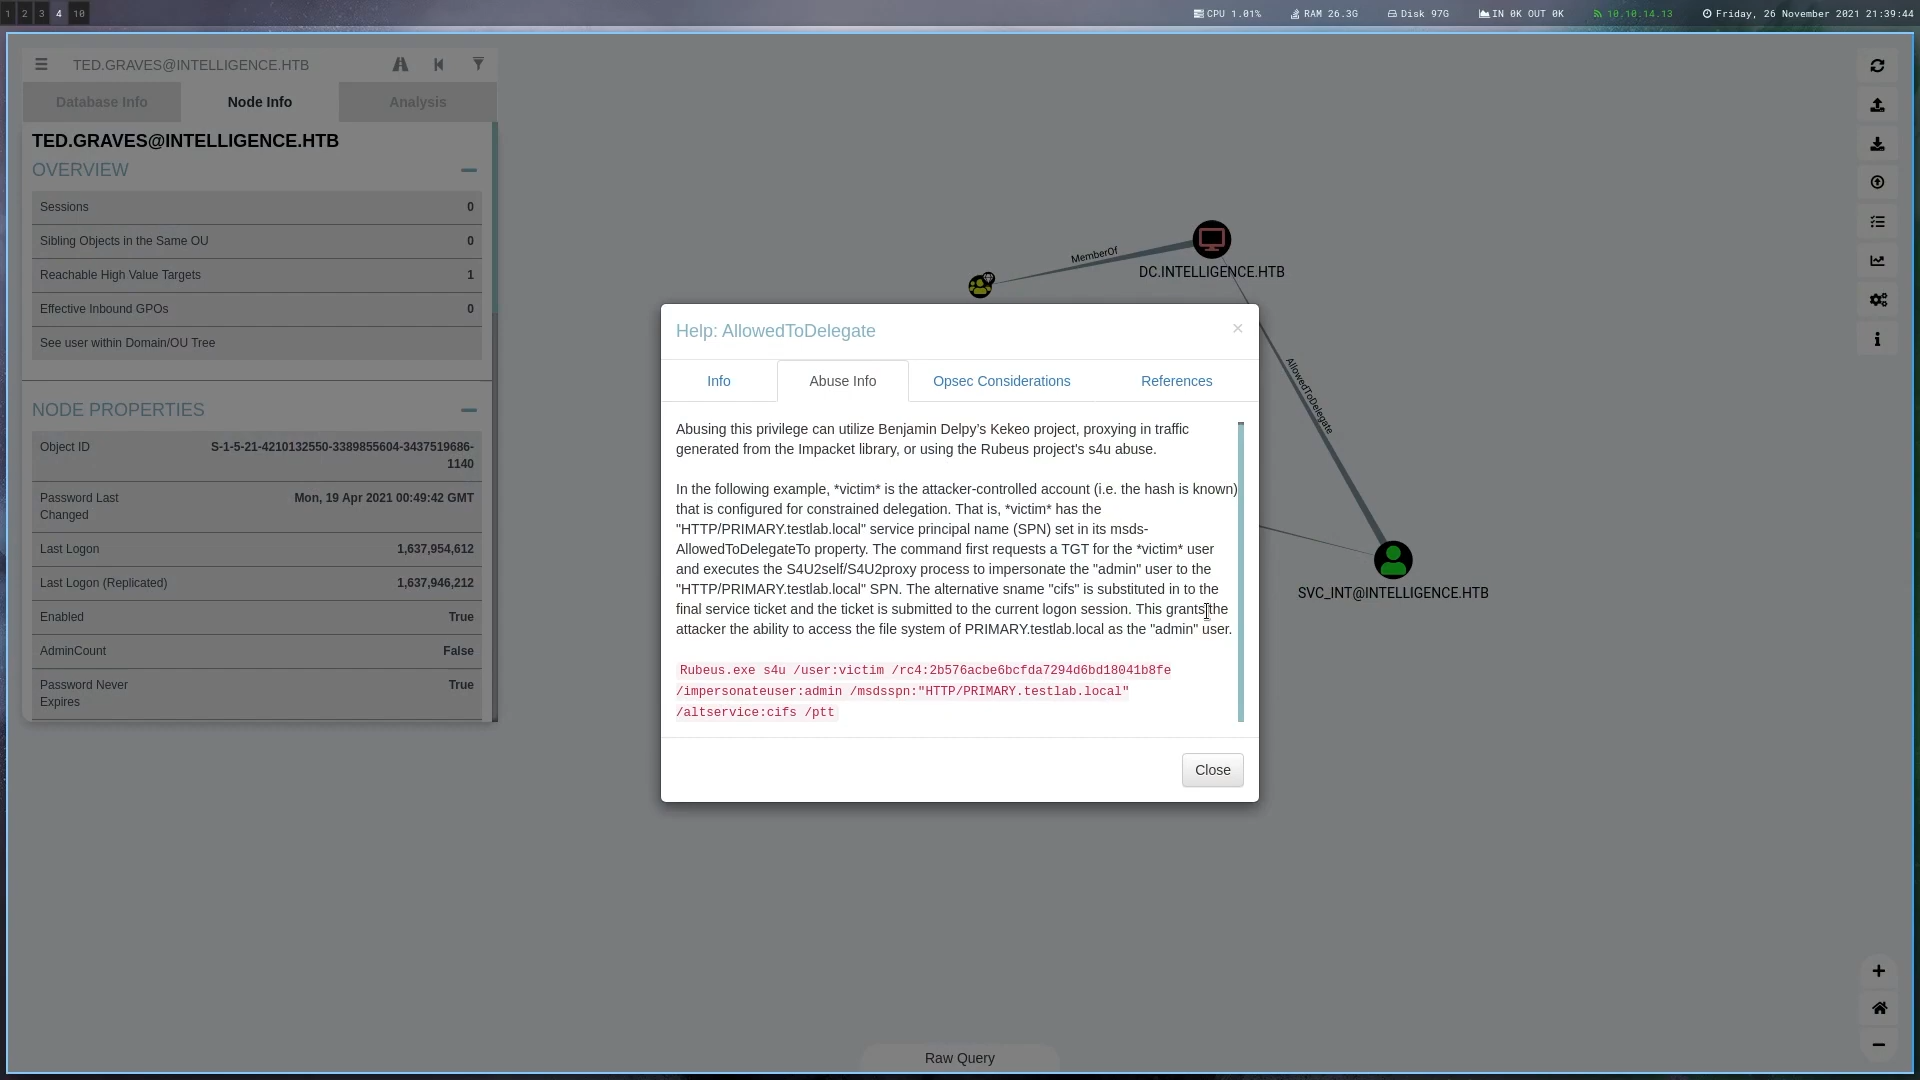 1 2 3 4 10
CPU 1.01% RAM 26.3G Disk 97G IN 0K OUT 0K 10.10.14.13 Friday, 26 November 2021 21:39:44
TED.GRAVES@INTELLIGENCE.HTB
Database Info Node Info Analysis
TED.GRAVES@INTELLIGENCE.HTB
OVERVIEW
Sessions 0
Sibling Objects in the Same OU 0
Reachable High Value Targets 1
Effective Inbound GPOs 0
See user within Domain/OU Tree
NODE PROPERTIES
Object ID S-1-5-21-4210132550-3389855604-3437519686-
1140
Password Last Mon, 19 Apr 2021 00:49:42 GMT
Changed
Last Logon 1,637,954,612
Last Logon (Replicated) 1,637,946,212
Enabled True
AdminCount False
Password Never True
Expires
MemberOf
DC.INTELLIGENCE.HTB
AllowedToDelegate
SVC_INT@INTELLIGENCE.HTB
Help: AllowedToDelegate ×
Info Abuse Info Opsec Considerations References
Abusing this privilege can utilize Benjamin Delpy's Kekeo project, proxying in traffic
generated from the Impacket library, or using the Rubeus project's s4u abuse.
In the following example, *victim* is the attacker-controlled account (i.e. the hash is known)
that is configured for constrained delegation. That is, *victim* has the
"HTTP/PRIMARY.testlab.local" service principal name (SPN) set in its msds-
AllowedToDelegateTo property. The command first requests a TGT for the *victim* user
and executes the S4U2self/S4U2proxy process to impersonate the "admin" user to the
"HTTP/PRIMARY.testlab.local" SPN. The alternative sname "cifs" is substituted in to the
final service ticket and the ticket is submitted to the current logon session. This grants the
attacker the ability to access the file system of PRIMARY.testlab.local as the "admin" user.
Rubeus.exe s4u /user:victim /rc4:2b576acbe6bcfda7294d6bd18041b8fe
/impersonateuser:admin /msdsspn:"HTTP/PRIMARY.testlab.local"
/altservice:cifs /ptt
Close
Raw Query